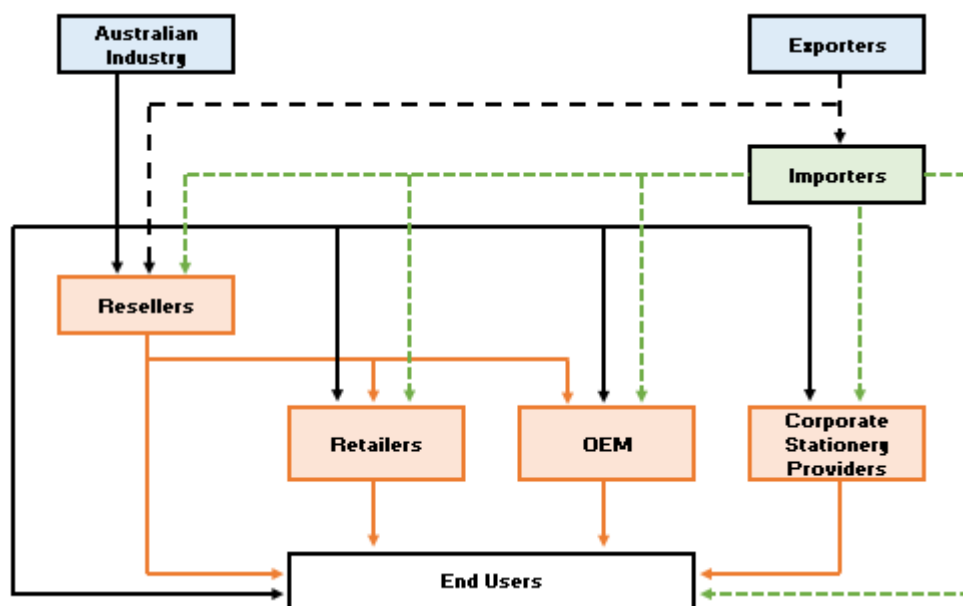 Australian
Industry
Exporters
Importers
Resellers
Retailers
OEM
Corporate
Stationery
Providers
End Users